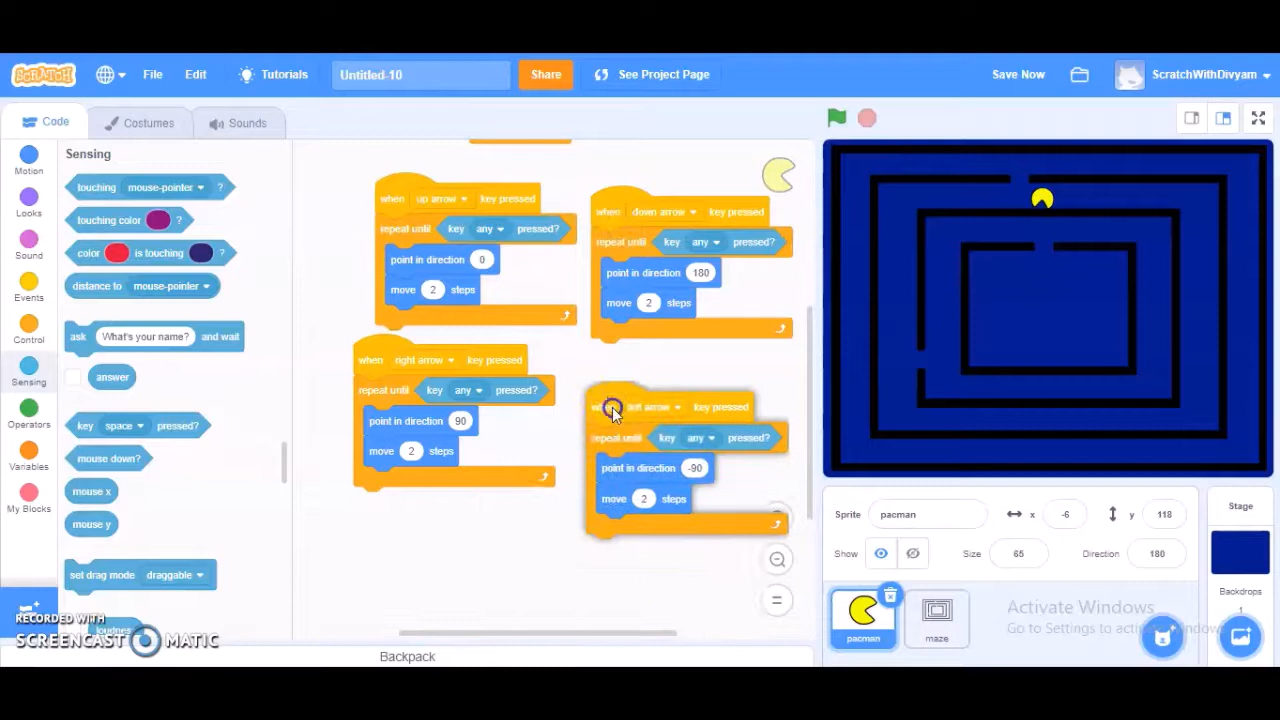 SCRATCH File Edit Tutorials Untitled-10 Share See Project Page Save Now ScratchWithDivyam
Code Costumes Sounds
Motion
Looks
Sound
Events
Control
Sensing
Operators
Variables
My Blocks
Sensing
touching mouse-pointer ?
touching color ?
color is touching ?
distance to mouse-pointer
ask What's your name? and wait
answer
key space pressed?
mouse down?
mouse x
mouse y
set drag mode draggable
loudness
when up arrow key pressed
repeat until key any pressed?
point in direction 0
move 2 steps
when down arrow key pressed
repeat until key any pressed?
point in direction 180
move 2 steps
when right arrow key pressed
repeat until key any pressed?
point in direction 90
move 2 steps
when left arrow key pressed
repeat until key any pressed?
point in direction -90
move 2 steps
Sprite pacman x -6 y 118
Show Size 65 Direction 180
pacman
maze
Stage
Backdrops
1
Activate Windows
Go to Settings to activate Windows.
RECORDED WITH
SCREENCAST MATIC
Backpack